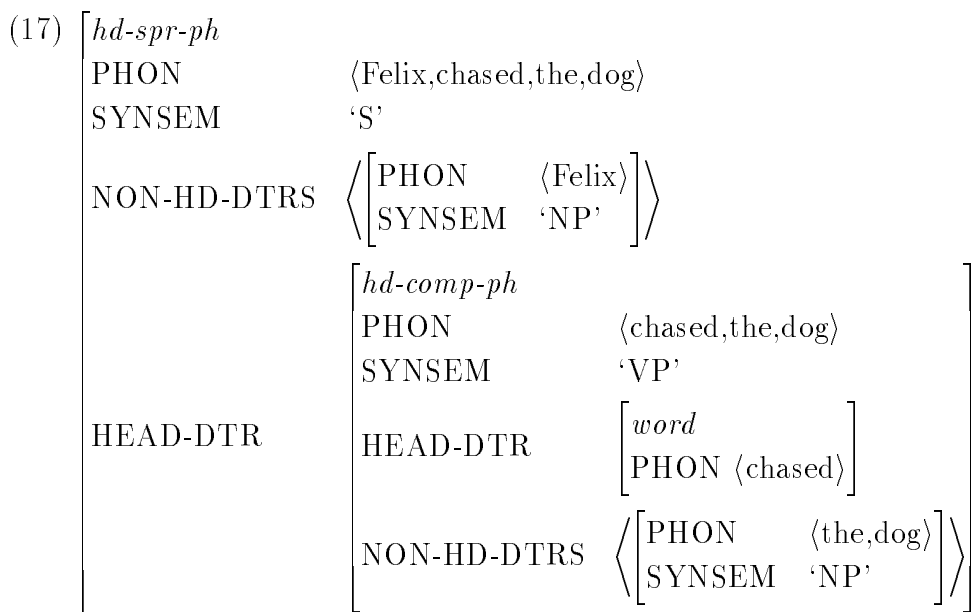 (17) hd-spr-ph
PHON ⟨Felix,chased,the,dog⟩
SYNSEM ‘S’
NON-HD-DTRS ⟨[PHON ⟨Felix⟩
SYNSEM ‘NP’]⟩
HEAD-DTR
hd-comp-ph
PHON ⟨chased,the,dog⟩
SYNSEM ‘VP’
HEAD-DTR [word
PHON ⟨chased⟩]
NON-HD-DTRS ⟨[PHON ⟨the,dog⟩
SYNSEM ‘NP’]⟩